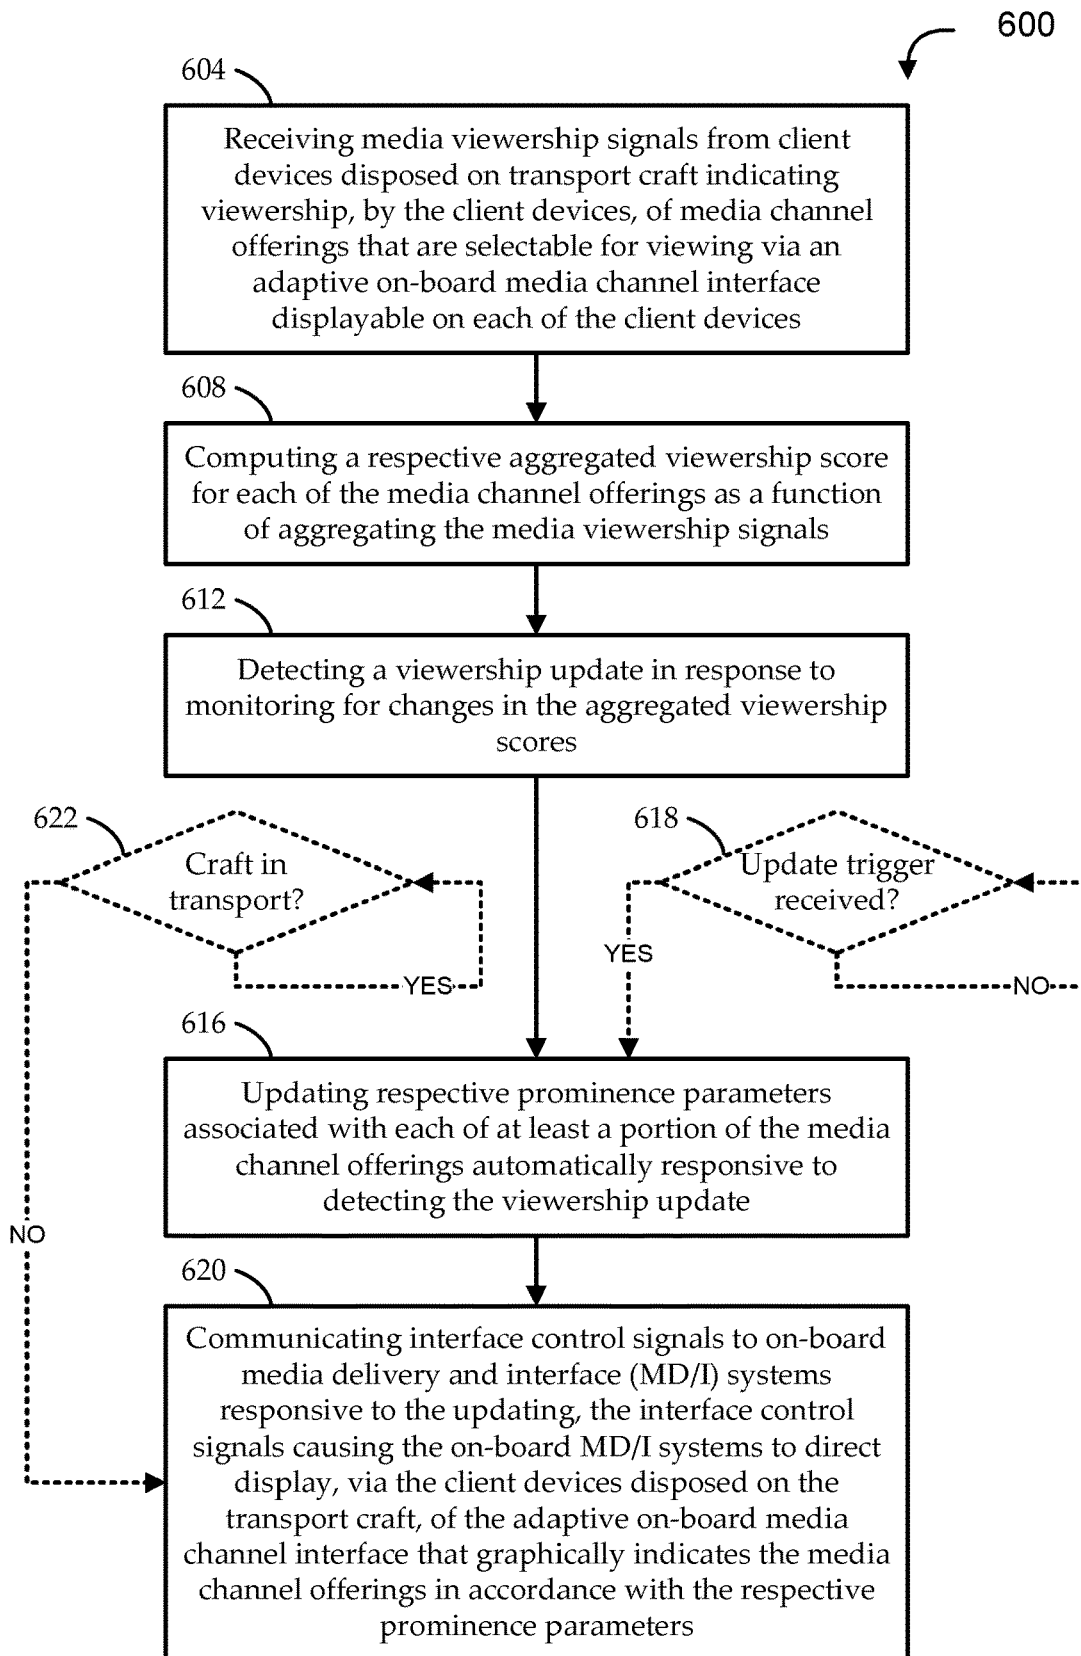 600
604
Receiving media viewership signals from client
devices disposed on transport craft indicating
viewership, by the client devices, of media channel
offerings that are selectable for viewing via an
adaptive on-board media channel interface
displayable on each of the client devices
608
Computing a respective aggregated viewership score
for each of the media channel offerings as a function
of aggregating the media viewership signals
612
Detecting a viewership update in response to
monitoring for changes in the aggregated viewership
scores
622
Craft in
transport?
YES
618
Update trigger
received?
YES
NO
616
Updating respective prominence parameters
associated with each of at least a portion of the media
channel offerings automatically responsive to
detecting the viewership update
NO
620
Communicating interface control signals to on-board
media delivery and interface (MD/I) systems
responsive to the updating, the interface control
signals causing the on-board MD/I systems to direct
display, via the client devices disposed on the
transport craft, of the adaptive on-board media
channel interface that graphically indicates the media
channel offerings in accordance with the respective
prominence parameters